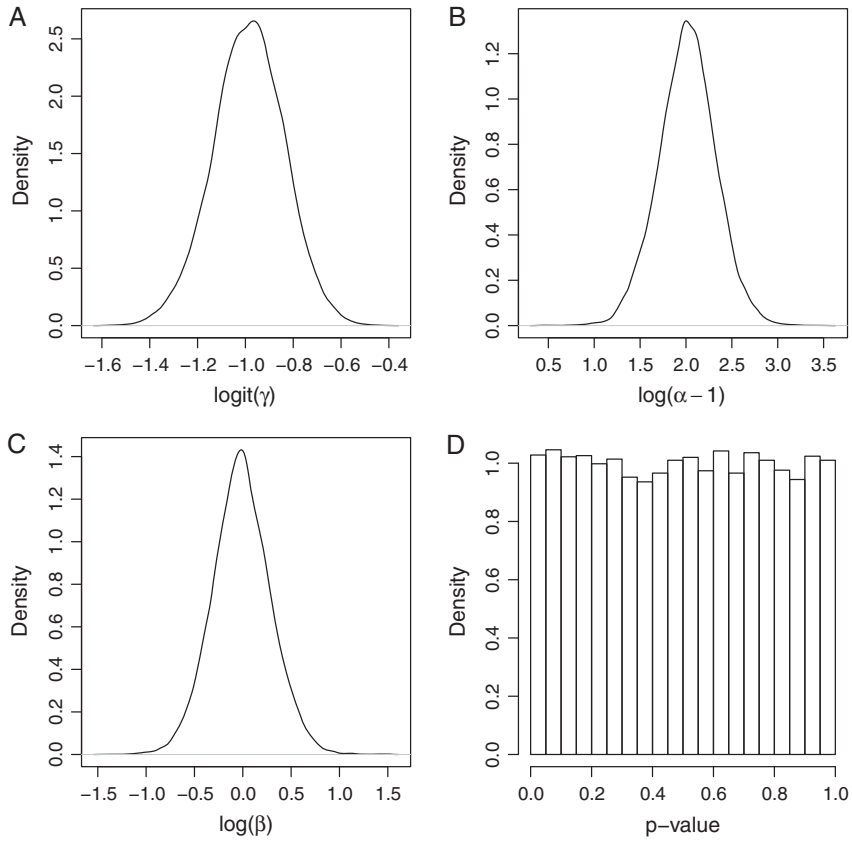 A
Density
0.0 0.5 1.0 1.5 2.0 2.5
−1.6 −1.4 −1.2 −1.0 −0.8 −0.6 −0.4
logit(γ)
B
Density
0.0 0.2 0.4 0.6 0.8 1.0 1.2
0.5 1.0 1.5 2.0 2.5 3.0 3.5
log(α − 1)
C
Density
0.0 0.2 0.4 0.6 0.8 1.0 1.2 1.4
−1.5 −1.0 −0.5 0.0 0.5 1.0 1.5
log(β)
D
Density
0.0 0.2 0.4 0.6 0.8 1.0
0.0 0.2 0.4 0.6 0.8 1.0
p−value